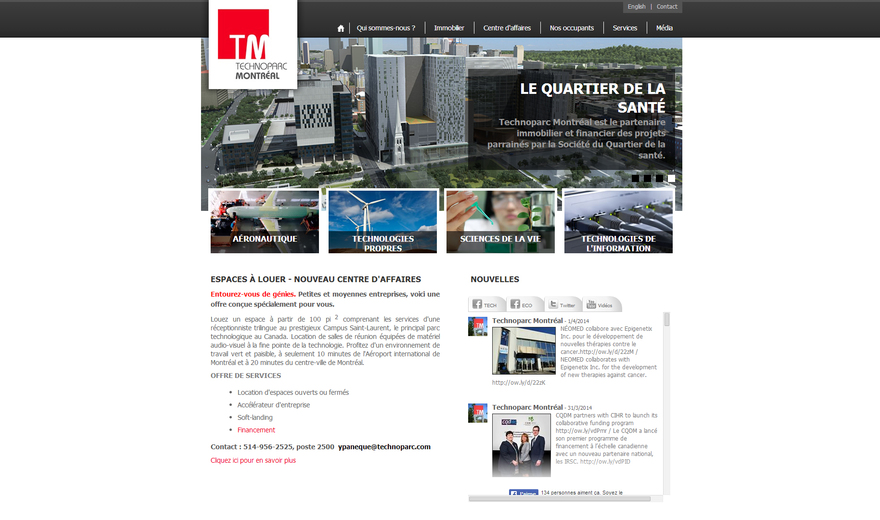 English | Contact
TM
TECHNOPARC
MONTRÉAL
Qui sommes-nous ? | Immobilier | Centre d'affaires | Nos occupants | Services | Média
LE QUARTIER DE LA
SANTÉ
Technoparc Montréal est le partenaire
immobilier et financier des projets
parrainés par la Société du Quartier de la
santé.
AÉRONAUTIQUE
TECHNOLOGIES
PROPRES
SCIENCES DE LA VIE
TECHNOLOGIES DE
L'INFORMATION
ESPACES À LOUER - NOUVEAU CENTRE D'AFFAIRES
Entourez-vous de génies. Petites et moyennes entreprises, voici une
offre conçue spécialement pour vous.
Louez un espace à partir de 100 pi 2 comprenant les services d'une
réceptionniste trilingue au prestigieux Campus Saint-Laurent, le principal parc
technologique au Canada. Location de salles de réunion équipées de matériel
audio-visuel à la fine pointe de la technologie. Profitez d'un environnement de
travail vert et paisible, à seulement 10 minutes de l'Aéroport international de
Montréal et à 20 minutes du centre-ville de Montréal.
OFFRE DE SERVICES
• Location d'espaces ouverts ou fermés
• Accélérateur d'entreprise
• Soft-landing
• Financement
Contact : 514-956-2525, poste 2500 ypaneque@technoparc.com
Cliquez ici pour en savoir plus
NOUVELLES
TECH
ECO
Twitter
Vidéos
Technoparc Montréal - 1/4/2014
NÉOMED collabore avec Epigenetix
Inc. pour le développement de
nouvelles thérapies contre le
cancer.http://ow.ly/d/22zM /
NEOMED collaborates with
Epigenetix Inc. for the development
of new therapies against cancer.
http://ow.ly/d/22zK
Technoparc Montréal - 31/3/2014
CQDM partners with CIHR to launch its
collaborative funding program
http://ow.ly/vdPmr / Le CQDM a lancé
son premier programme de
financement à l'échelle canadienne
avec un nouveau partenaire national,
les IRSC. http://ow.ly/vdPID
J'aime 134 personnes aiment ça. Soyez le